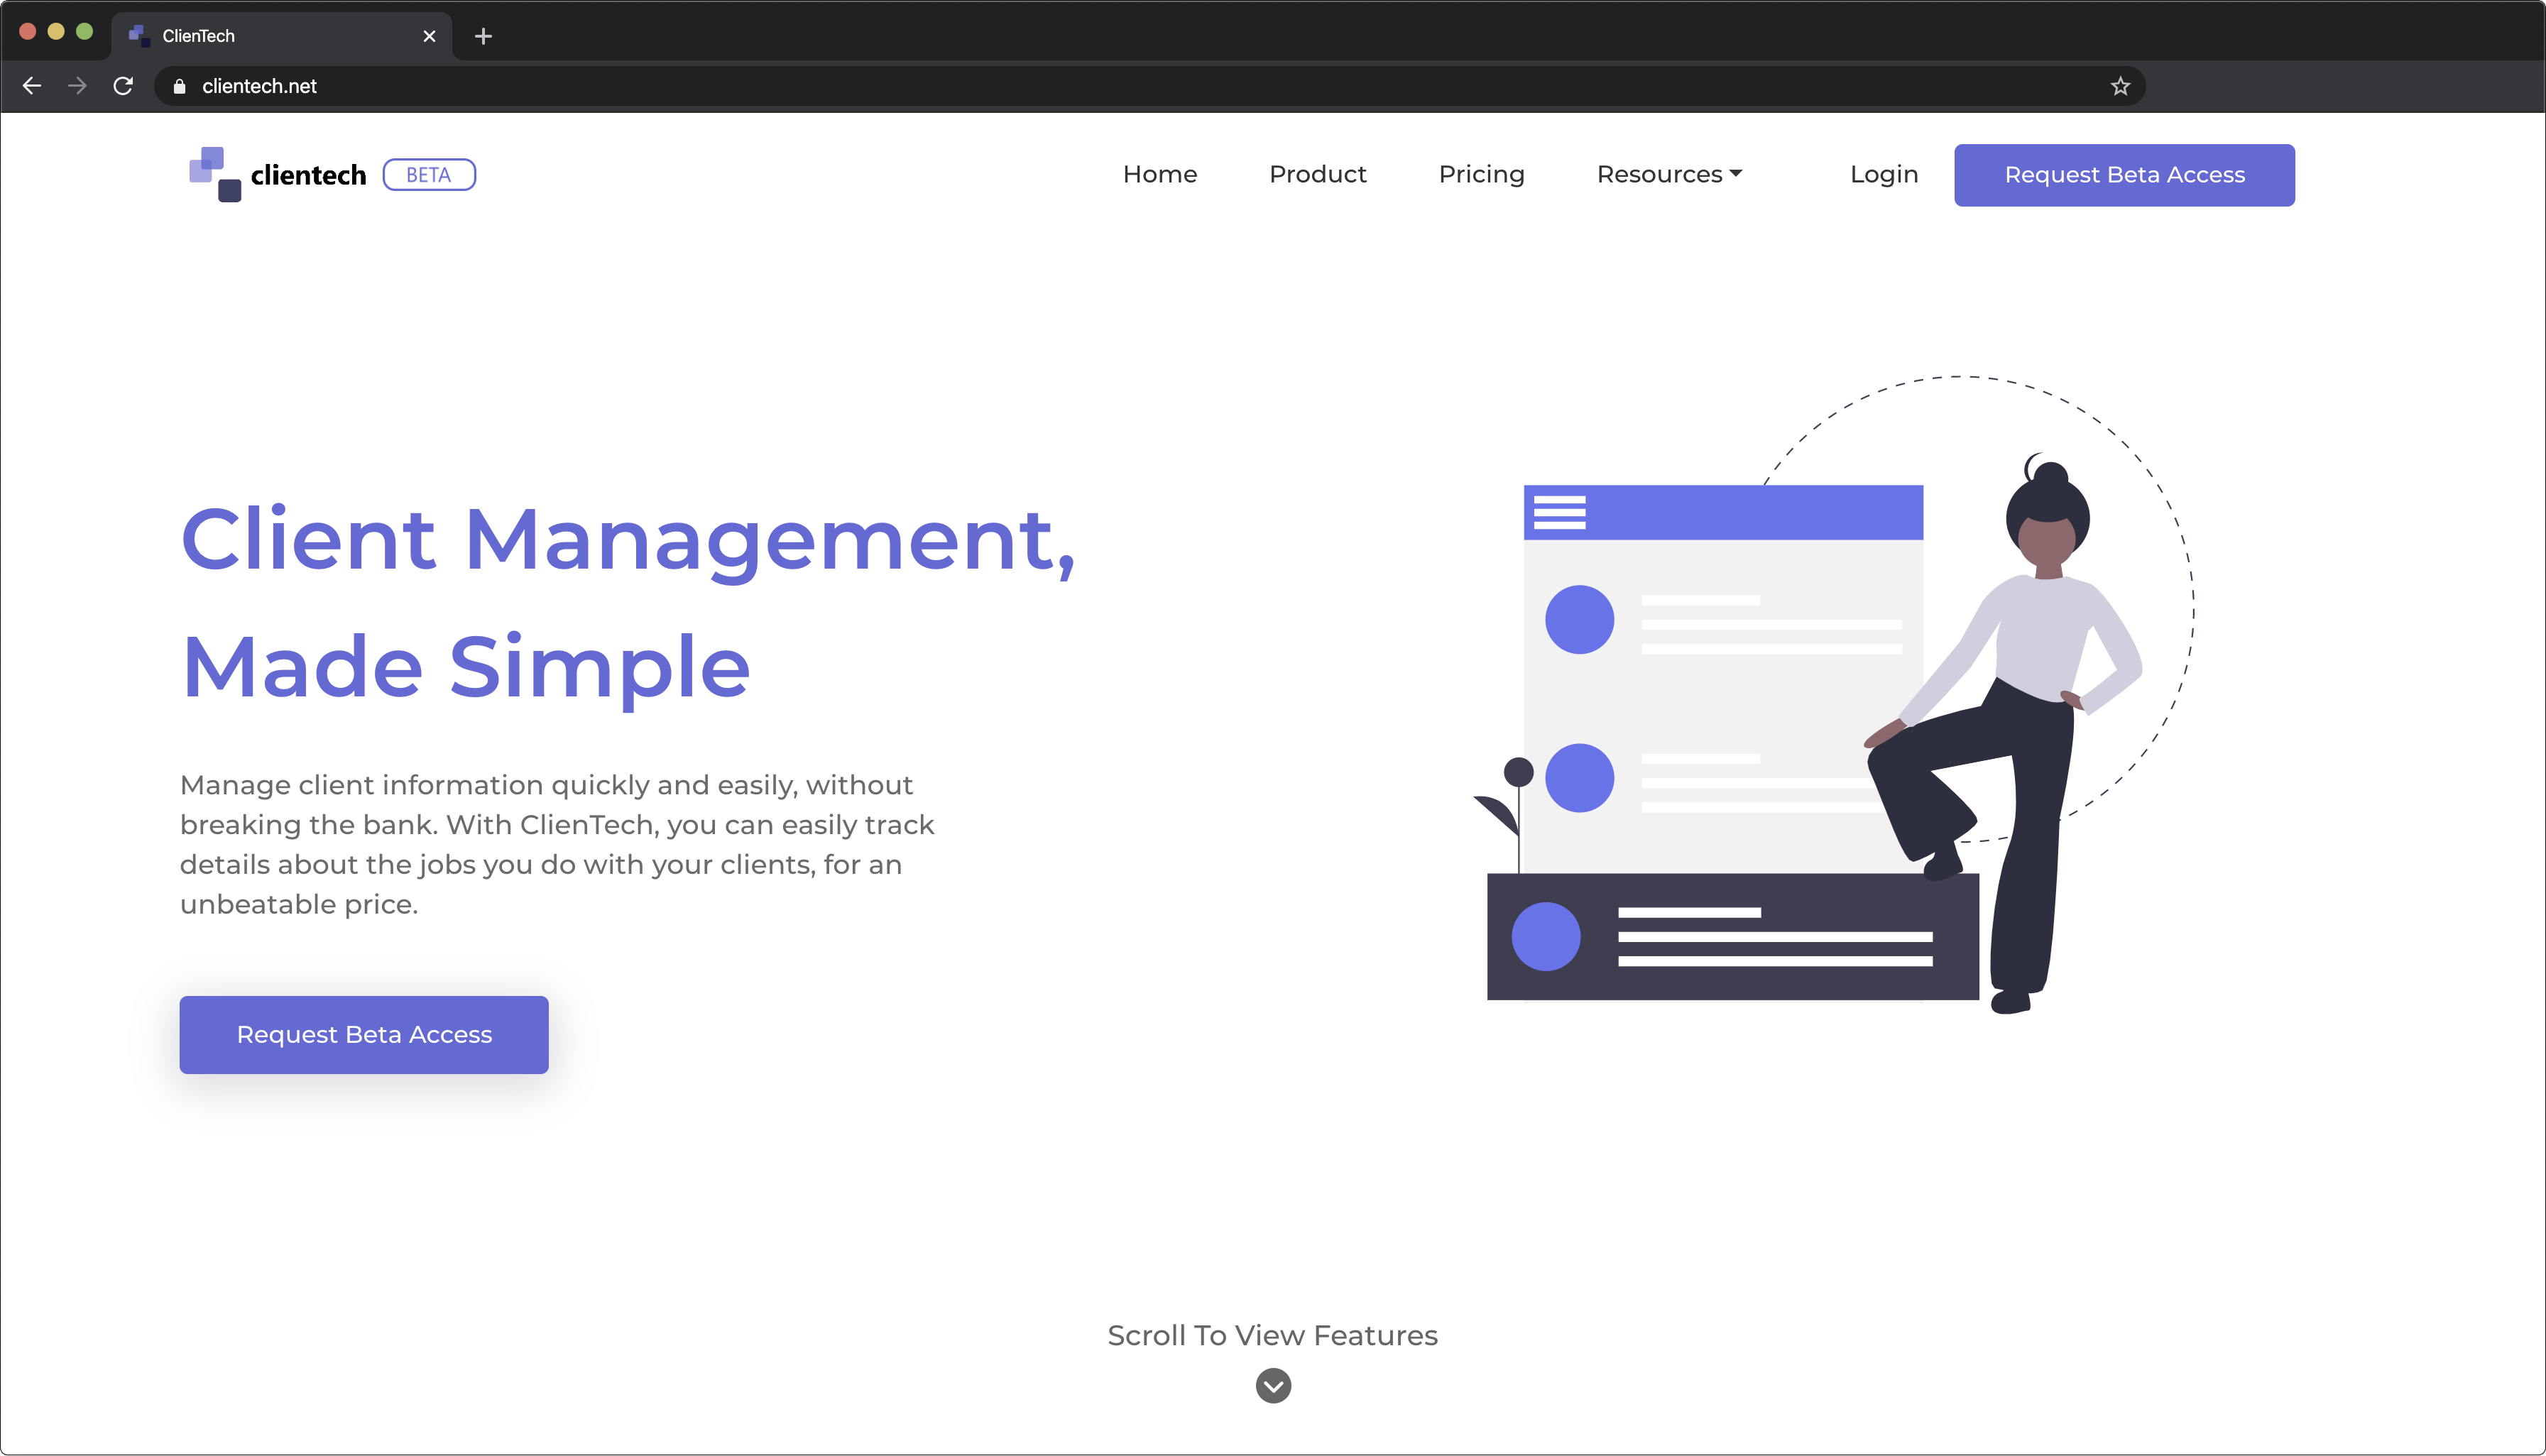 ClienTech
clientech.net
clientech BETA
Home Product Pricing Resources Login Request Beta Access
Client Management,
Made Simple
Manage client information quickly and easily, without
breaking the bank. With ClienTech, you can easily track
details about the jobs you do with your clients, for an
unbeatable price.
Request Beta Access
Scroll To View Features